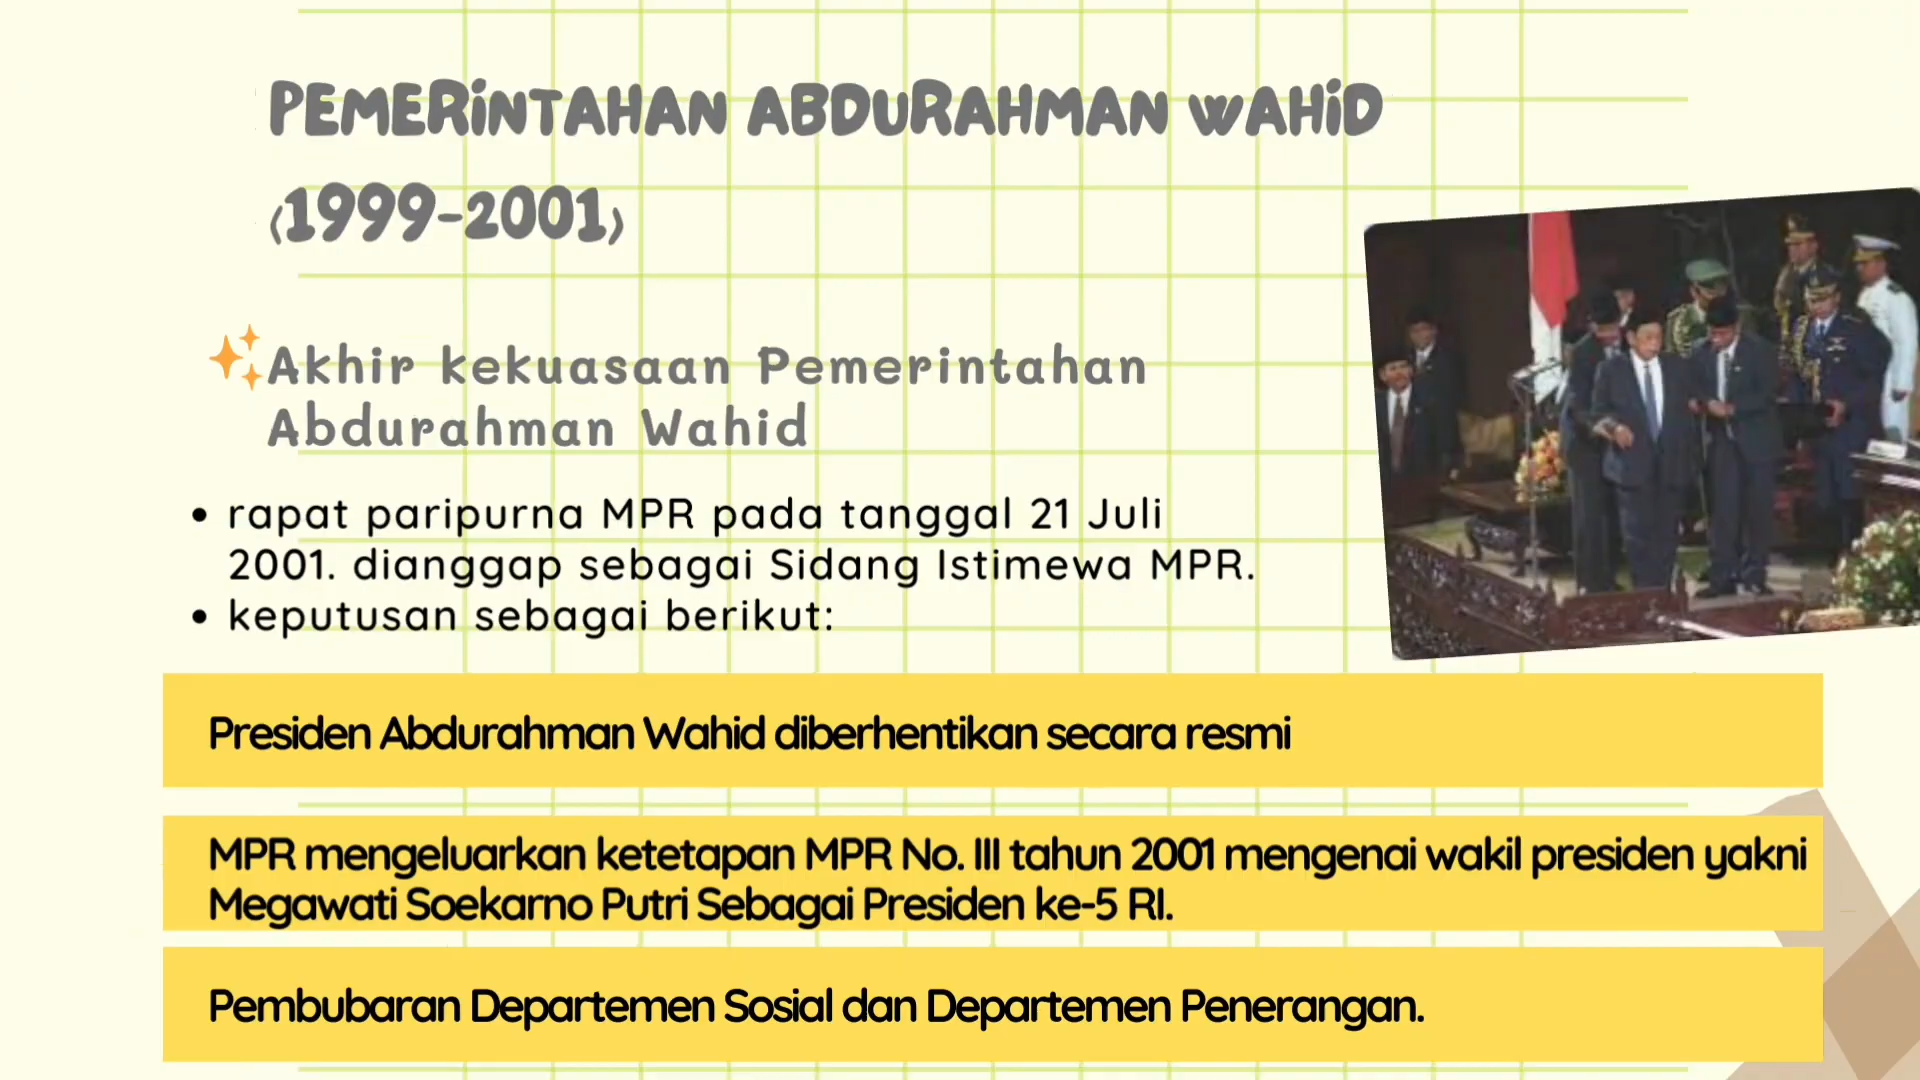 PEMERINTAHAN ABDURAHMAN WAHID
(1999-2001)
Akhir kekuasaan Pemerintahan
Abdurahman Wahid
• rapat paripurna MPR pada tanggal 21 Juli
2001. dianggap sebagai Sidang Istimewa MPR.
• keputusan sebagai berikut:
Presiden Abdurahman Wahid diberhentikan secara resmi
MPR mengeluarkan ketetapan MPR No. III tahun 2001 mengenai wakil presiden yakni
Megawati Soekarno Putri Sebagai Presiden ke-5 RI.
Pembubaran Departemen Sosial dan Departemen Penerangan.